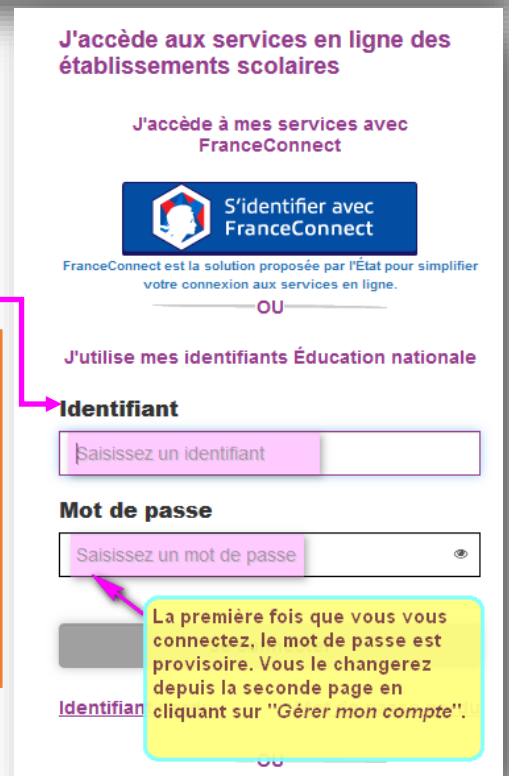 J'accède aux services en ligne des
établissements scolaires
J'accède à mes services avec
FranceConnect
S'identifier avec
FranceConnect
FranceConnect est la solution proposée par l'État pour simplifier
votre connexion aux services en ligne.
OU
J'utilise mes identifiants Éducation nationale
Identifiant
Saisissez un identifiant
Mot de passe
Saisissez un mot de passe
La première fois que vous vous
connectez, le mot de passe est
provisoire. Vous le changerez
depuis la seconde page en
cliquant sur "Gérer mon compte".
OU